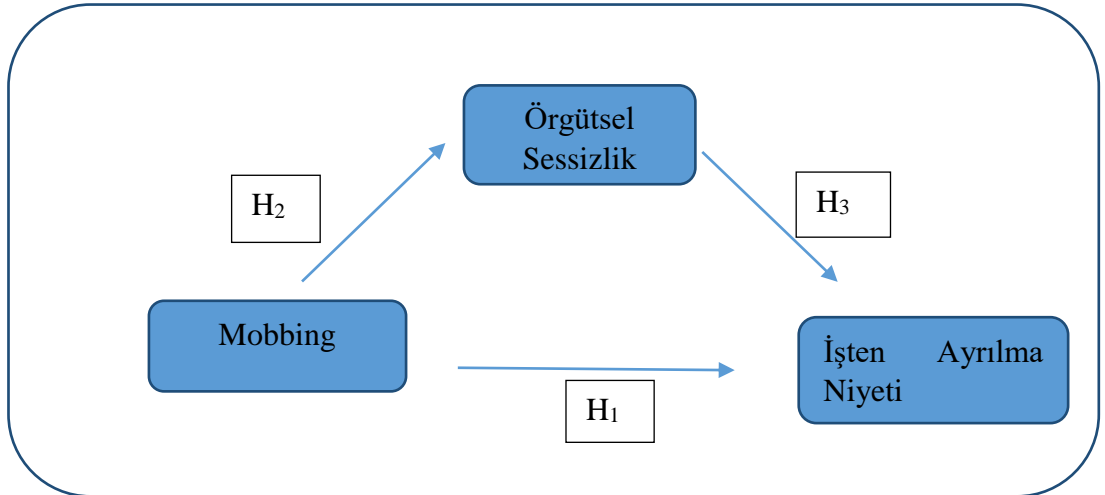 Örgütsel
Sessizlik
H₂
H₃
Mobbing
İşten Ayrılma
Niyeti
H₁